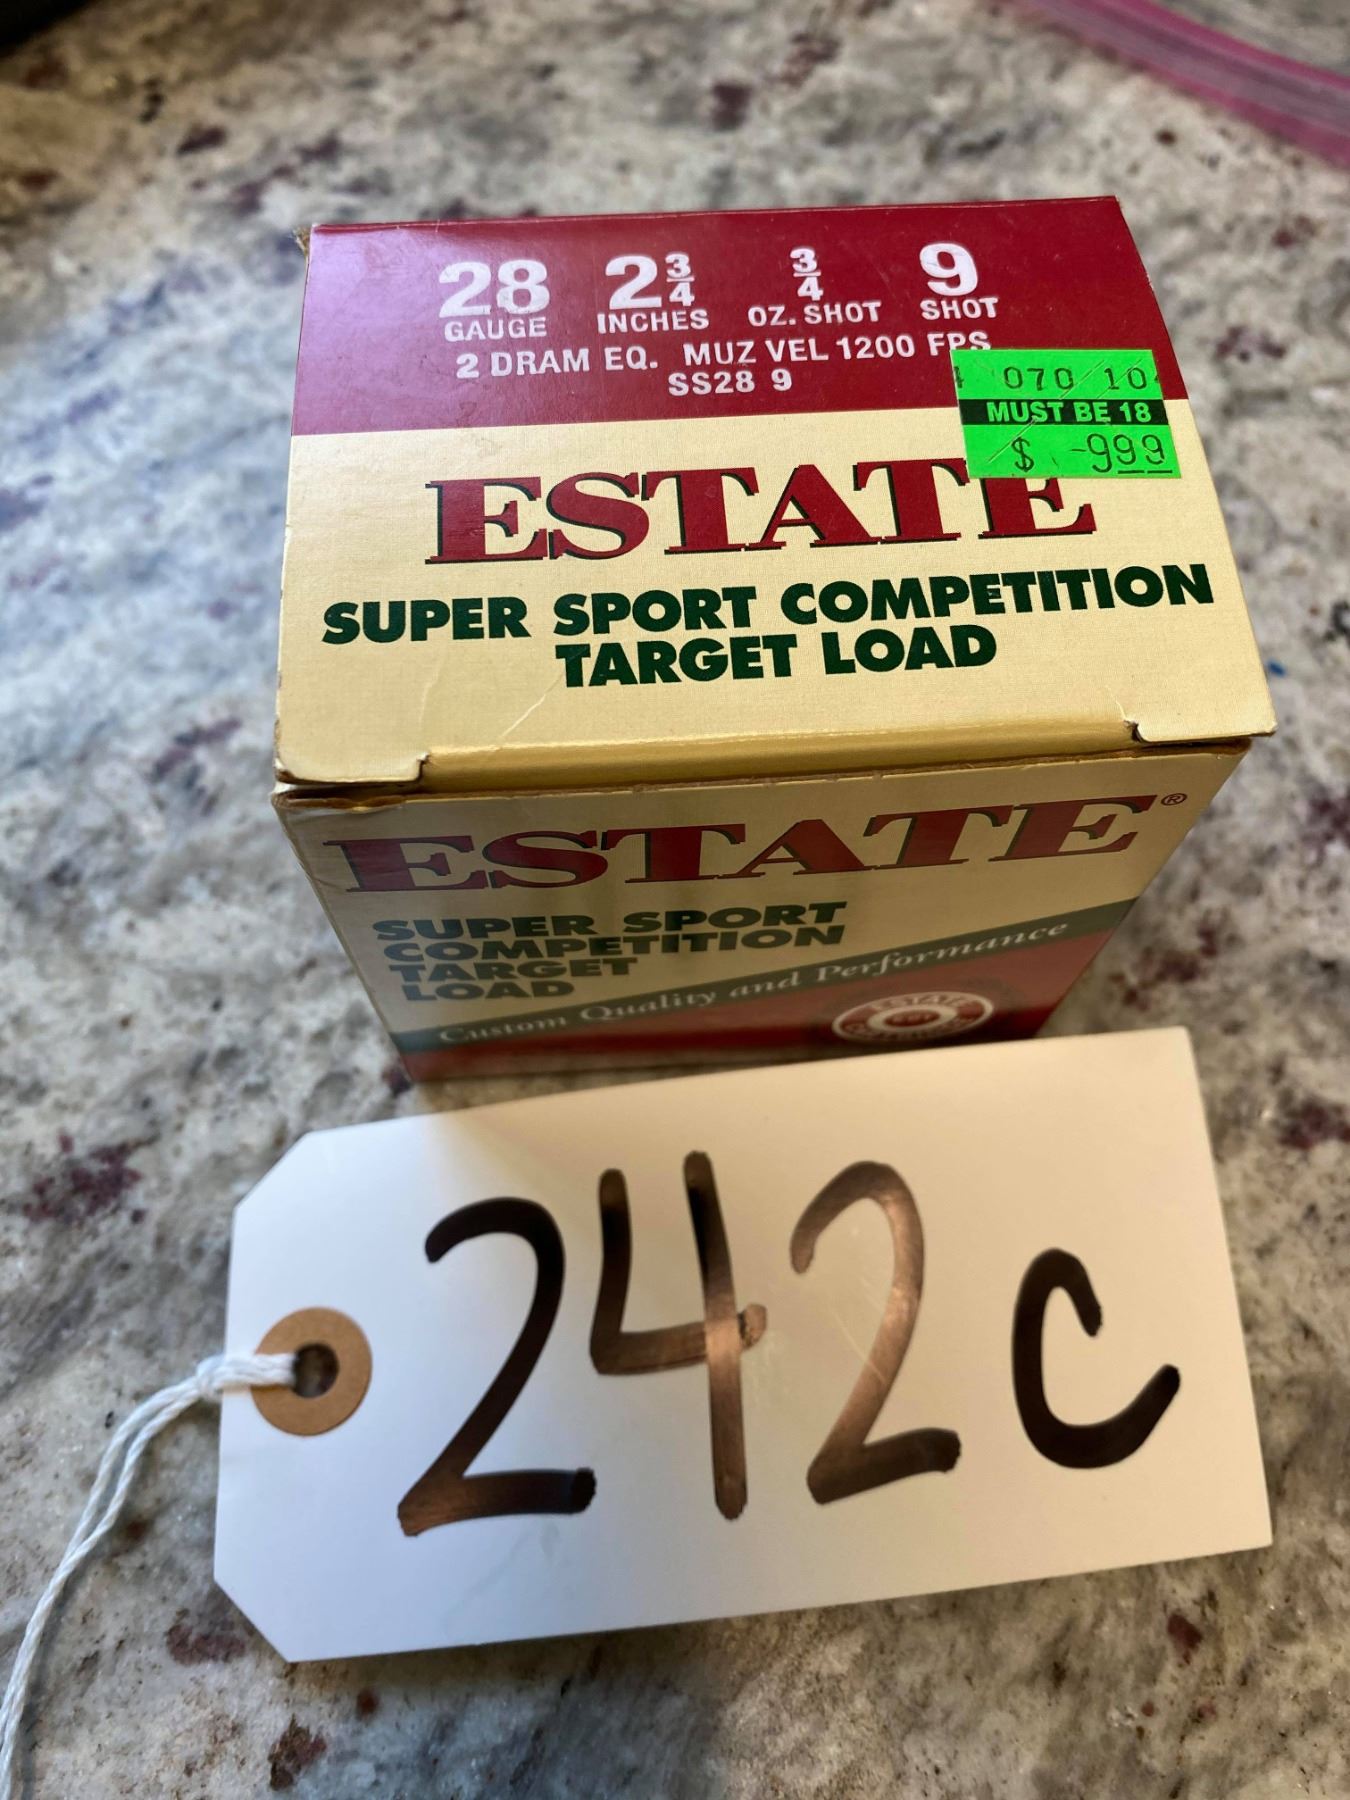 28 2 3/4 3/4 9
GAUGE INCHES OZ. SHOT SHOT
2 DRAM EQ. MUZ VEL 1200 FPS
SS28 9
070 10
MUST BE 18
$ -999
ESTATE
SUPER SPORT COMPETITION
TARGET LOAD
ESTATE®
SUPER SPORT
COMPETITION
TARGET
LOAD
Custom Quality and Performance
ESTATE
242C